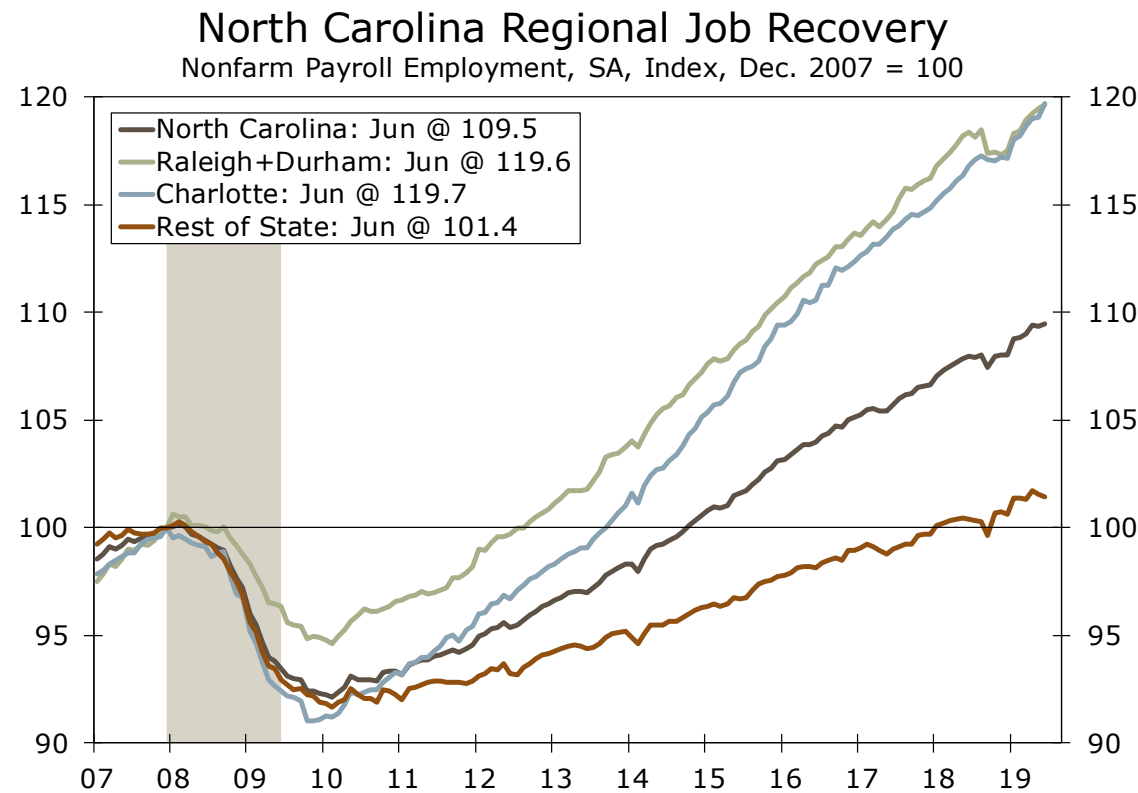 North Carolina Regional Job Recovery
Nonfarm Payroll Employment, SA, Index, Dec. 2007 = 100
North Carolina: Jun @ 109.5
Raleigh+Durham: Jun @ 119.6
Charlotte: Jun @ 119.7
Rest of State: Jun @ 101.4
120 120
115 115
110 110
105 105
100 100
95 95
90 90
07 08 09 10 11 12 13 14 15 16 17 18 19